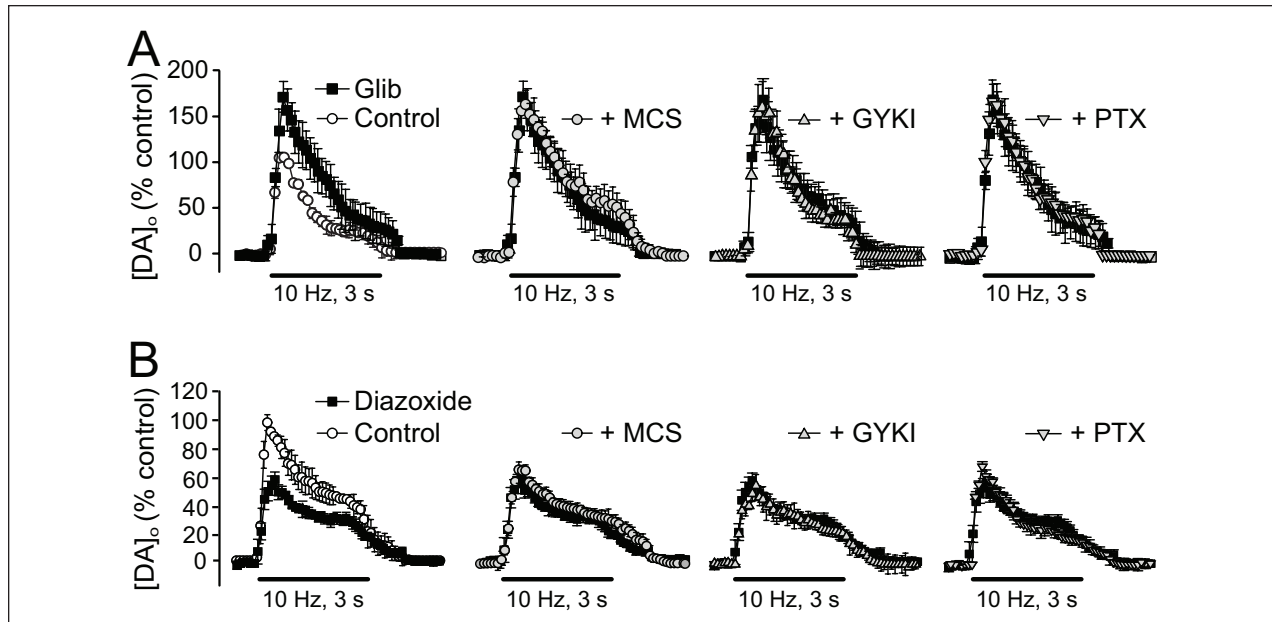 A
[DA]o (% control)
200
150
100
50
0
Glib
Control
+ MCS
+ GYKI
+ PTX
10 Hz, 3 s
10 Hz, 3 s
10 Hz, 3 s
10 Hz, 3 s
B
[DA]o (% control)
120
100
80
60
40
20
0
Diazoxide
Control
+ MCS
+ GYKI
+ PTX
10 Hz, 3 s
10 Hz, 3 s
10 Hz, 3 s
10 Hz, 3 s